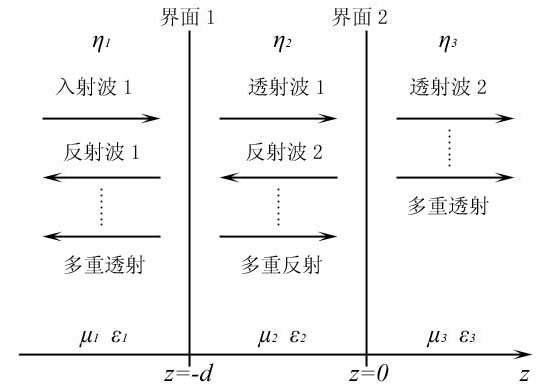 界面 1 界面 2
η1 η2 η3
入射波 1 透射波 1 透射波 2
反射波 1 反射波 2
多重透射
多重透射 多重反射
μ1 ε1 μ2 ε2 μ3 ε3
z=-d z=0 z